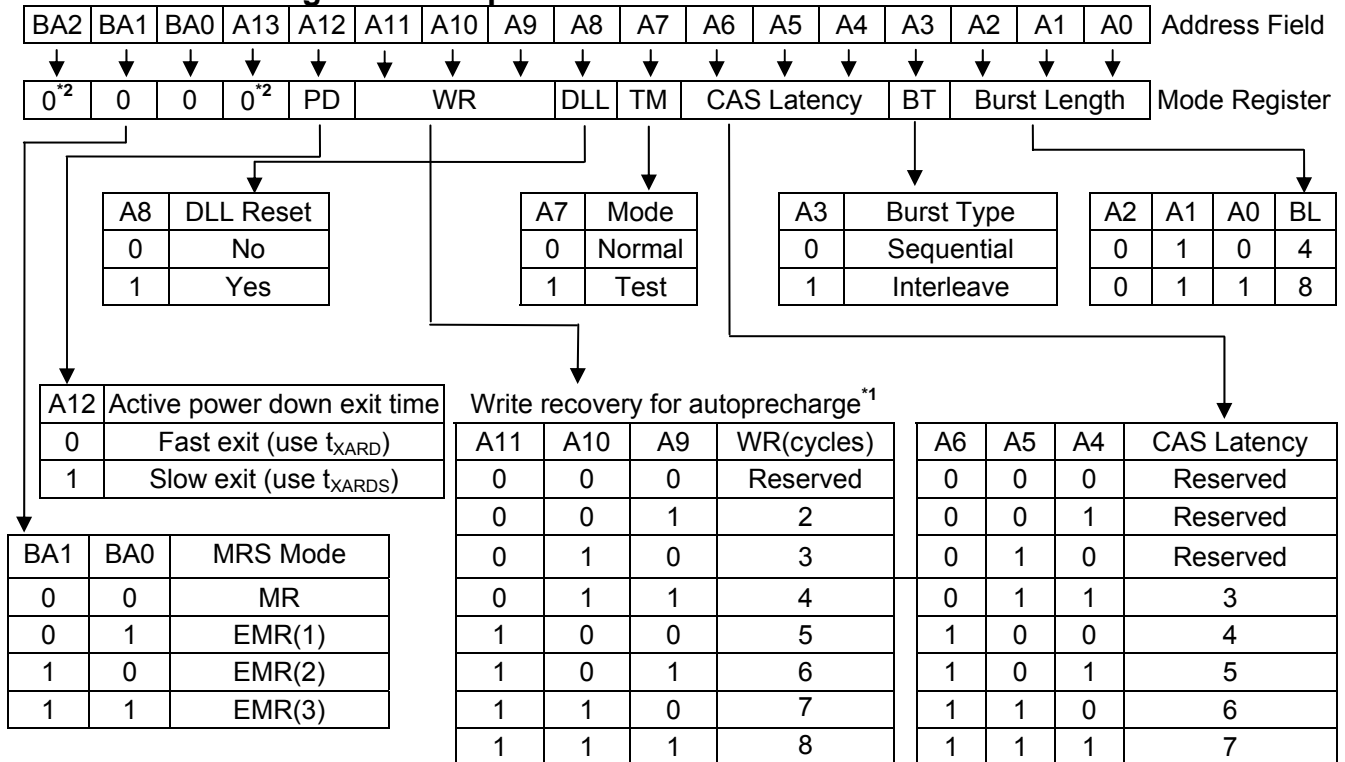 BA2 BA1 BA0 A13 A12 A11 A10 A9 A8 A7 A6 A5 A4 A3 A2 A1 A0 Address Field
0*2 0 0 0*2 PD WR DLL TM CAS Latency BT Burst Length Mode Register
A8 DLL Reset
0 No
1 Yes
A7 Mode
0 Normal
1 Test
A3 Burst Type
0 Sequential
1 Interleave
A2 A1 A0 BL
0 1 0 4
0 1 1 8
A12 Active power down exit time
0 Fast exit (use tXARD)
1 Slow exit (use tXARDS)
Write recovery for autoprecharge*1
A11 A10 A9 WR(cycles)
0 0 0 Reserved
0 0 1 2
0 1 0 3
0 1 1 4
1 0 0 5
1 0 1 6
1 1 0 7
1 1 1 8
A6 A5 A4 CAS Latency
0 0 0 Reserved
0 0 1 Reserved
0 1 0 Reserved
0 1 1 3
1 0 0 4
1 0 1 5
1 1 0 6
1 1 1 7
BA1 BA0 MRS Mode
0 0 MR
0 1 EMR(1)
1 0 EMR(2)
1 1 EMR(3)